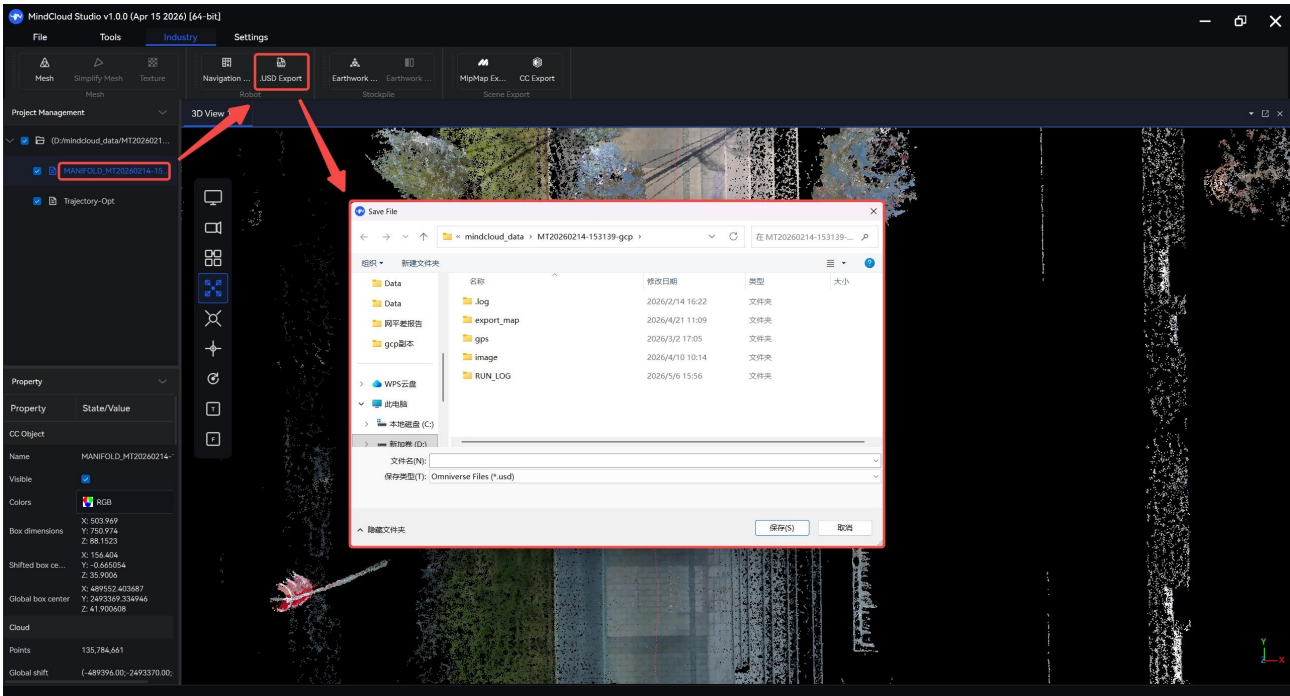 MindCloud Studio v1.0.0 (Apr 15 2026) [64-bit]
File Tools Industry Settings
Mesh Simplify Mesh Texture Navigation ... .USD Export Earthwork ... Earthwork ... MipMap Ex... CC Export
Mesh Robot Stockpile Scene Export
Project Management
3D View
(D:/mindcloud_data/MT2026021...
MANIFOLD_MT20260214-15...
Trajectory-Opt
T
F
Save File
« mindcloud_data › MT20260214-153139-gcp ›
在 MT20260214-153139-...
组织 新建文件夹
名称 修改日期 类型 大小
Data
Data
网平差报告
gcp副本
WPS云盘
此电脑
本地磁盘 (C:)
新加卷 (D:)
.log 2026/2/14 16:22 文件夹
export_map 2026/4/21 11:09 文件夹
gps 2026/3/2 17:05 文件夹
image 2026/4/10 10:14 文件夹
RUN_LOG 2026/5/6 15:56 文件夹
文件名(N):
保存类型(T): Omniverse Files (*.usd)
隐藏文件夹
保存(S) 取消
Property
Property State/Value
CC Object
Name MANIFOLD_MT20260214-
Visible
Colors RGB
Box dimensions
X: 503.969
Y: 750.974
Z: 88.1523
Shifted box ce...
X: 156.404
Y: -0.665054
Z: 35.9006
Global box center
X: 489552.403687
Y: 2493369.334946
Z: 41.900608
Cloud
Points 135,784,661
Global shift (-489396.00;-2493370.00;
Y
Z X